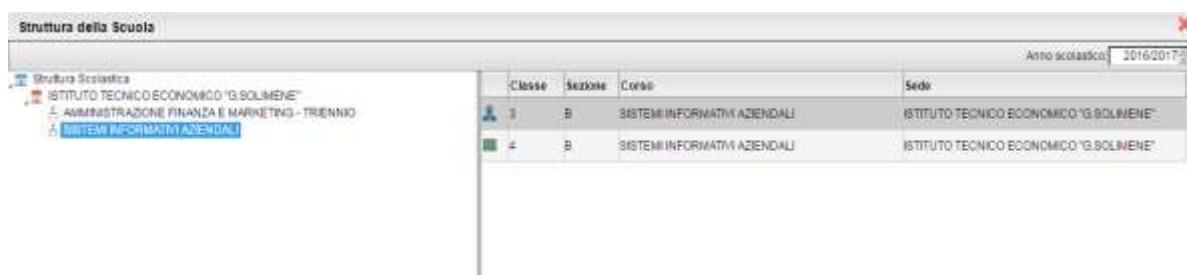 Struttura della Scuola
Anno scolastico: 2016/2017
Struttura Scolastica
ISTITUTO TECNICO ECONOMICO "G.SOLIMENE"
AMMINISTRAZIONE FINANZA E MARKETING - TRIENNIO
SISTEMI INFORMATIVI AZIENDALI
Classe Sezione Corso Sede
3 B SISTEMI INFORMATIVI AZIENDALI ISTITUTO TECNICO ECONOMICO "G.SOLIMENE"
4 B SISTEMI INFORMATIVI AZIENDALI ISTITUTO TECNICO ECONOMICO "G.SOLIMENE"